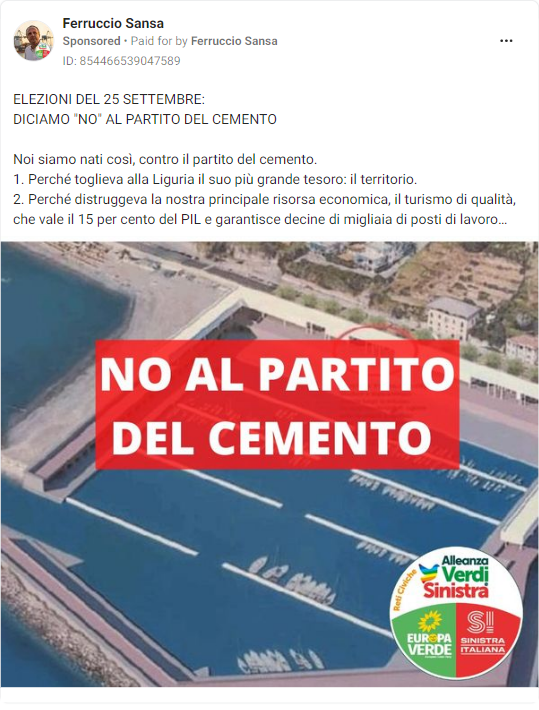 Ferruccio Sansa
Sponsored • Paid for by Ferruccio Sansa
ID: 854466539047589
ELEZIONI DEL 25 SETTEMBRE:
DICIAMO "NO" AL PARTITO DEL CEMENTO
Noi siamo nati così, contro il partito del cemento.
1. Perché toglieva alla Liguria il suo più grande tesoro: il territorio.
2. Perché distruggeva la nostra principale risorsa economica, il turismo di qualità,
che vale il 15 per cento del PIL e garantisce decine di migliaia di posti di lavoro...
NO AL PARTITO
DEL CEMENTO
Reti Civiche
Alleanza
Verdi
Sinistra
EUROPA
VERDE
SI
SINISTRA
ITALIANA